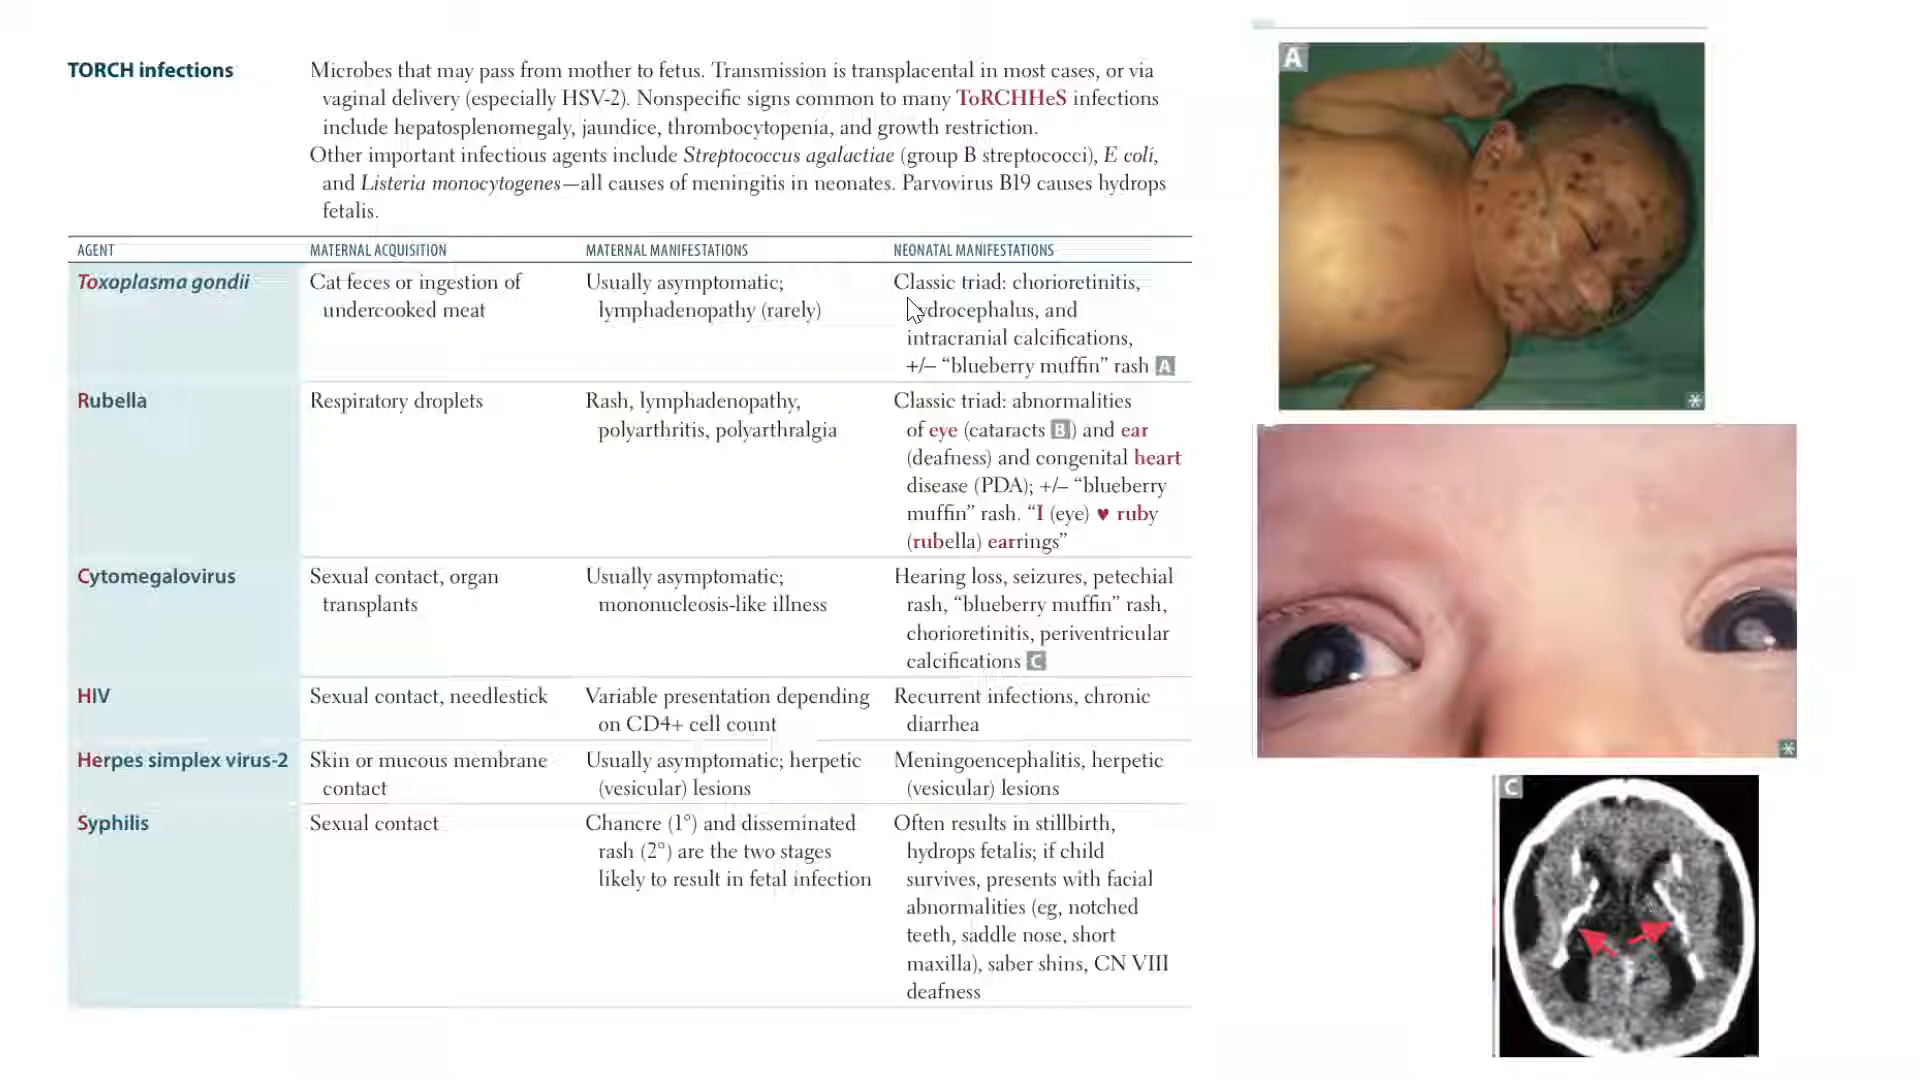 TORCH infections
Microbes that may pass from mother to fetus. Transmission is transplacental in most cases, or via
vaginal delivery (especially HSV-2). Nonspecific signs common to many ToRCHHeS infections
include hepatosplenomegaly, jaundice, thrombocytopenia, and growth restriction.
Other important infectious agents include Streptococcus agalactiae (group B streptococci), E coli,
and Listeria monocytogenes—all causes of meningitis in neonates. Parvovirus B19 causes hydrops
fetalis.
AGENT MATERNAL ACQUISITION MATERNAL MANIFESTATIONS NEONATAL MANIFESTATIONS
Toxoplasma gondii
Cat feces or ingestion of
undercooked meat
Usually asymptomatic;
lymphadenopathy (rarely)
Classic triad: chorioretinitis,
hydrocephalus, and
intracranial calcifications,
+/– “blueberry muffin” rash A
Rubella
Respiratory droplets
Rash, lymphadenopathy,
polyarthritis, polyarthralgia
Classic triad: abnormalities
of eye (cataracts B) and ear
(deafness) and congenital heart
disease (PDA); +/– “blueberry
muffin” rash. “I (eye) ♥ ruby
(rubella) earrings”
Cytomegalovirus
Sexual contact, organ
transplants
Usually asymptomatic;
mononucleosis-like illness
Hearing loss, seizures, petechial
rash, “blueberry muffin” rash,
chorioretinitis, periventricular
calcifications C
HIV
Sexual contact, needlestick
Variable presentation depending
on CD4+ cell count
Recurrent infections, chronic
diarrhea
Herpes simplex virus-2
Skin or mucous membrane
contact
Usually asymptomatic; herpetic
(vesicular) lesions
Meningoencephalitis, herpetic
(vesicular) lesions
Syphilis
Sexual contact
Chancre (1°) and disseminated
rash (2°) are the two stages
likely to result in fetal infection
Often results in stillbirth,
hydrops fetalis; if child
survives, presents with facial
abnormalities (eg, notched
teeth, saddle nose, short
maxilla), saber shins, CN VIII
deafness
A
C